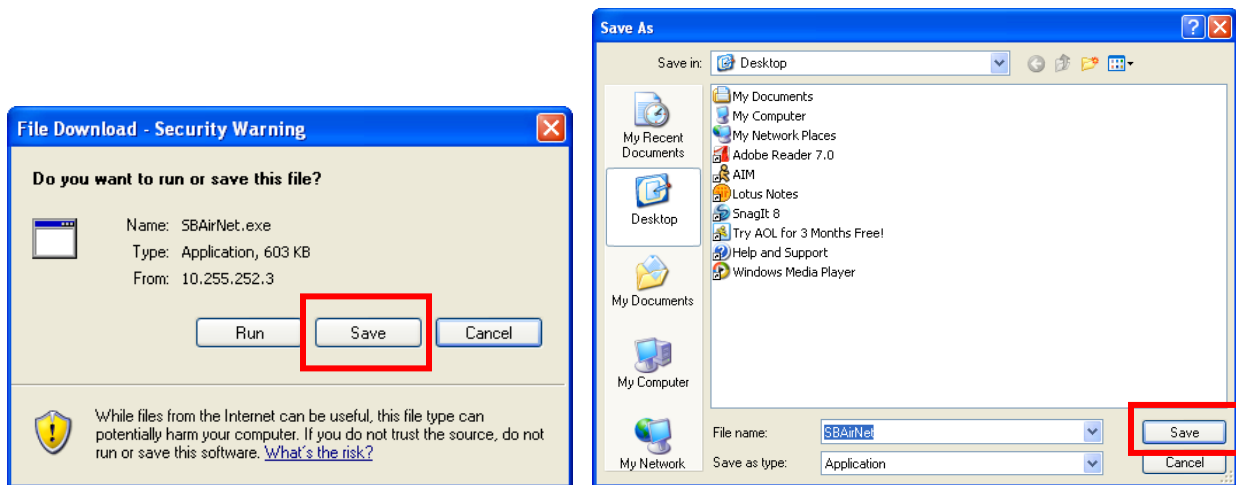 File Download - Security Warning
Do you want to run or save this file?
Name: SBAirNet.exe
Type: Application, 603 KB
From: 10.255.252.3
Run Save Cancel
While files from the Internet can be useful, this file type can
potentially harm your computer. If you do not trust the source, do not
run or save this software. What's the risk?
Save As
Save in: Desktop
My Recent
Documents
Desktop
My Documents
My Computer
My Network
My Documents
My Computer
My Network Places
Adobe Reader 7.0
AIM
Lotus Notes
SnagIt 8
Try AOL for 3 Months Free!
Help and Support
Windows Media Player
File name: SBAirNet Save
Save as type: Application Cancel